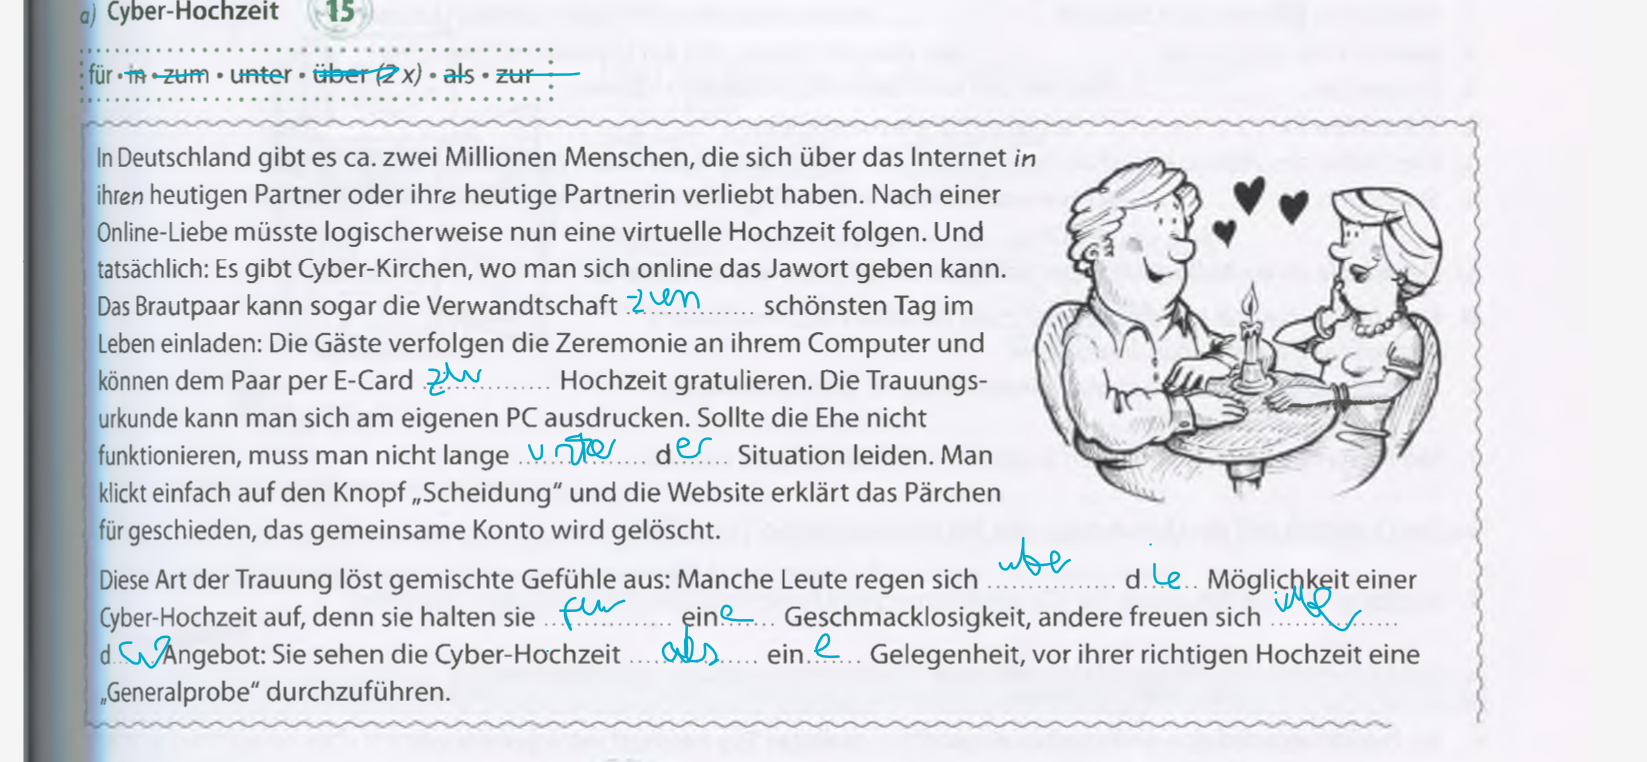 a) Cyber-Hochzeit 15
für • in • zum • unter • über (2 x) • als • zur
In Deutschland gibt es ca. zwei Millionen Menschen, die sich über das Internet in
ihren heutigen Partner oder ihre heutige Partnerin verliebt haben. Nach einer
Online-Liebe müsste logischerweise nun eine virtuelle Hochzeit folgen. Und
tatsächlich: Es gibt Cyber-Kirchen, wo man sich online das Jawort geben kann.
Das Brautpaar kann sogar die Verwandtschaft zum schönsten Tag im
Leben einladen: Die Gäste verfolgen die Zeremonie an ihrem Computer und
können dem Paar per E-Card zur Hochzeit gratulieren. Die Trauungs-
urkunde kann man sich am eigenen PC ausdrucken. Sollte die Ehe nicht
funktionieren, muss man nicht lange unter der Situation leiden. Man
klickt einfach auf den Knopf „Scheidung“ und die Website erklärt das Pärchen
für geschieden, das gemeinsame Konto wird gelöscht.
Diese Art der Trauung löst gemischte Gefühle aus: Manche Leute regen sich über die Möglichkeit einer
Cyber-Hochzeit auf, denn sie halten sie für eine Geschmacklosigkeit, andere freuen sich über
d Angebot: Sie sehen die Cyber-Hochzeit als eine Gelegenheit, vor ihrer richtigen Hochzeit eine
„Generalprobe“ durchzuführen.